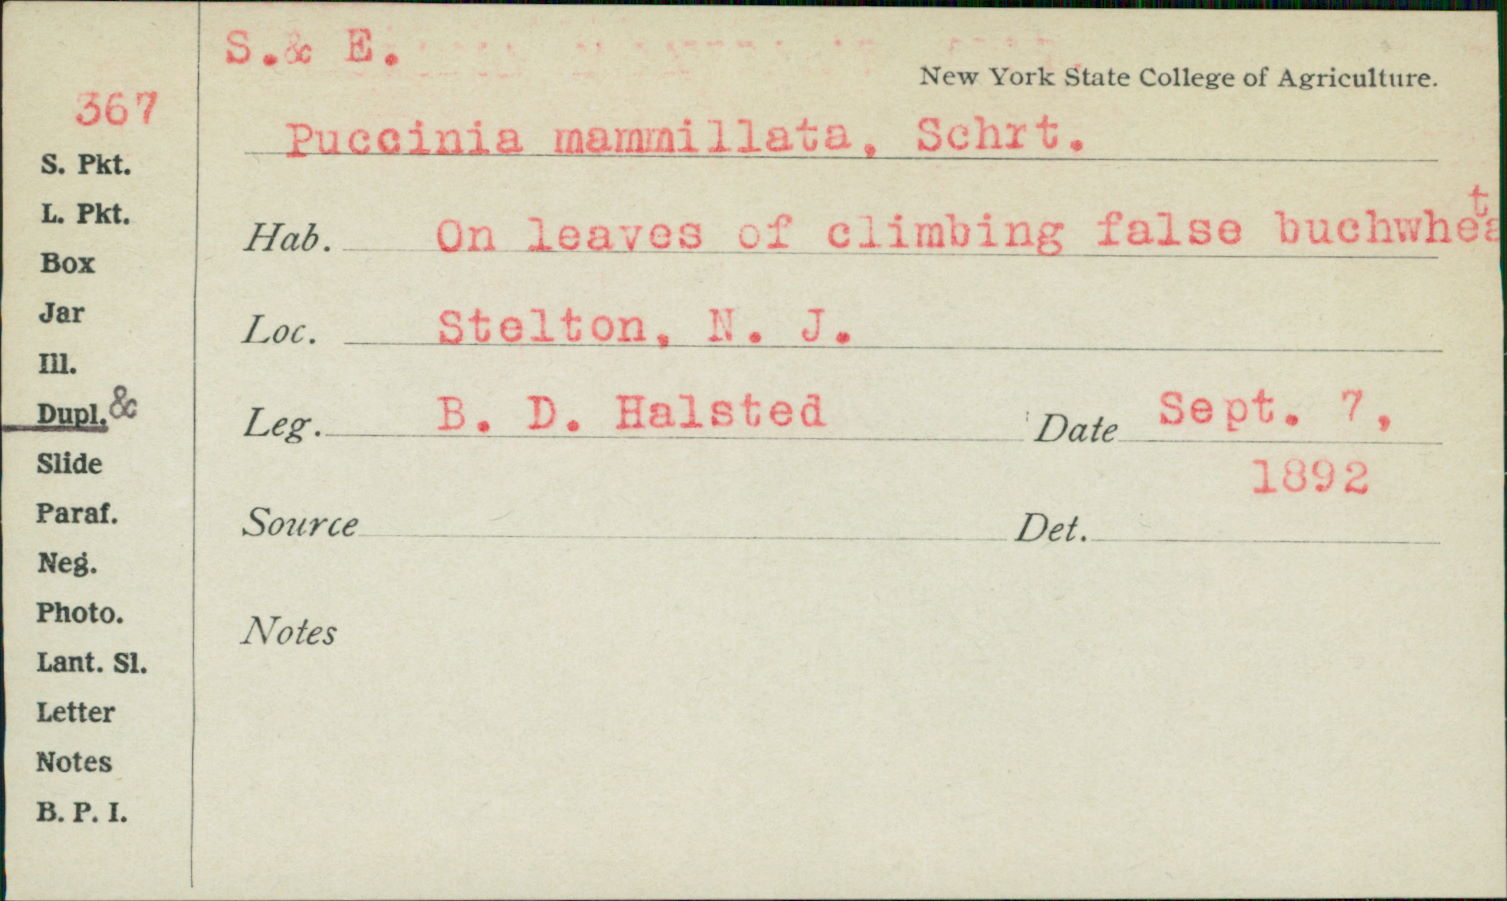 S.& E.
New York State College of Agriculture.
367
Puccinia mammillata, Schrt.
S. Pkt.
L. Pkt.
Box
Jar
Ill.
Dupl. &
Slide
Paraf.
Neg.
Photo.
Lant. Sl.
Letter
Notes
B. P. I.
Hab. On leaves of climbing false buchwheat
Loc. Stelton, N. J.
Leg. B. D. Halsted Date Sept. 7,
1892
Source Det.
Notes